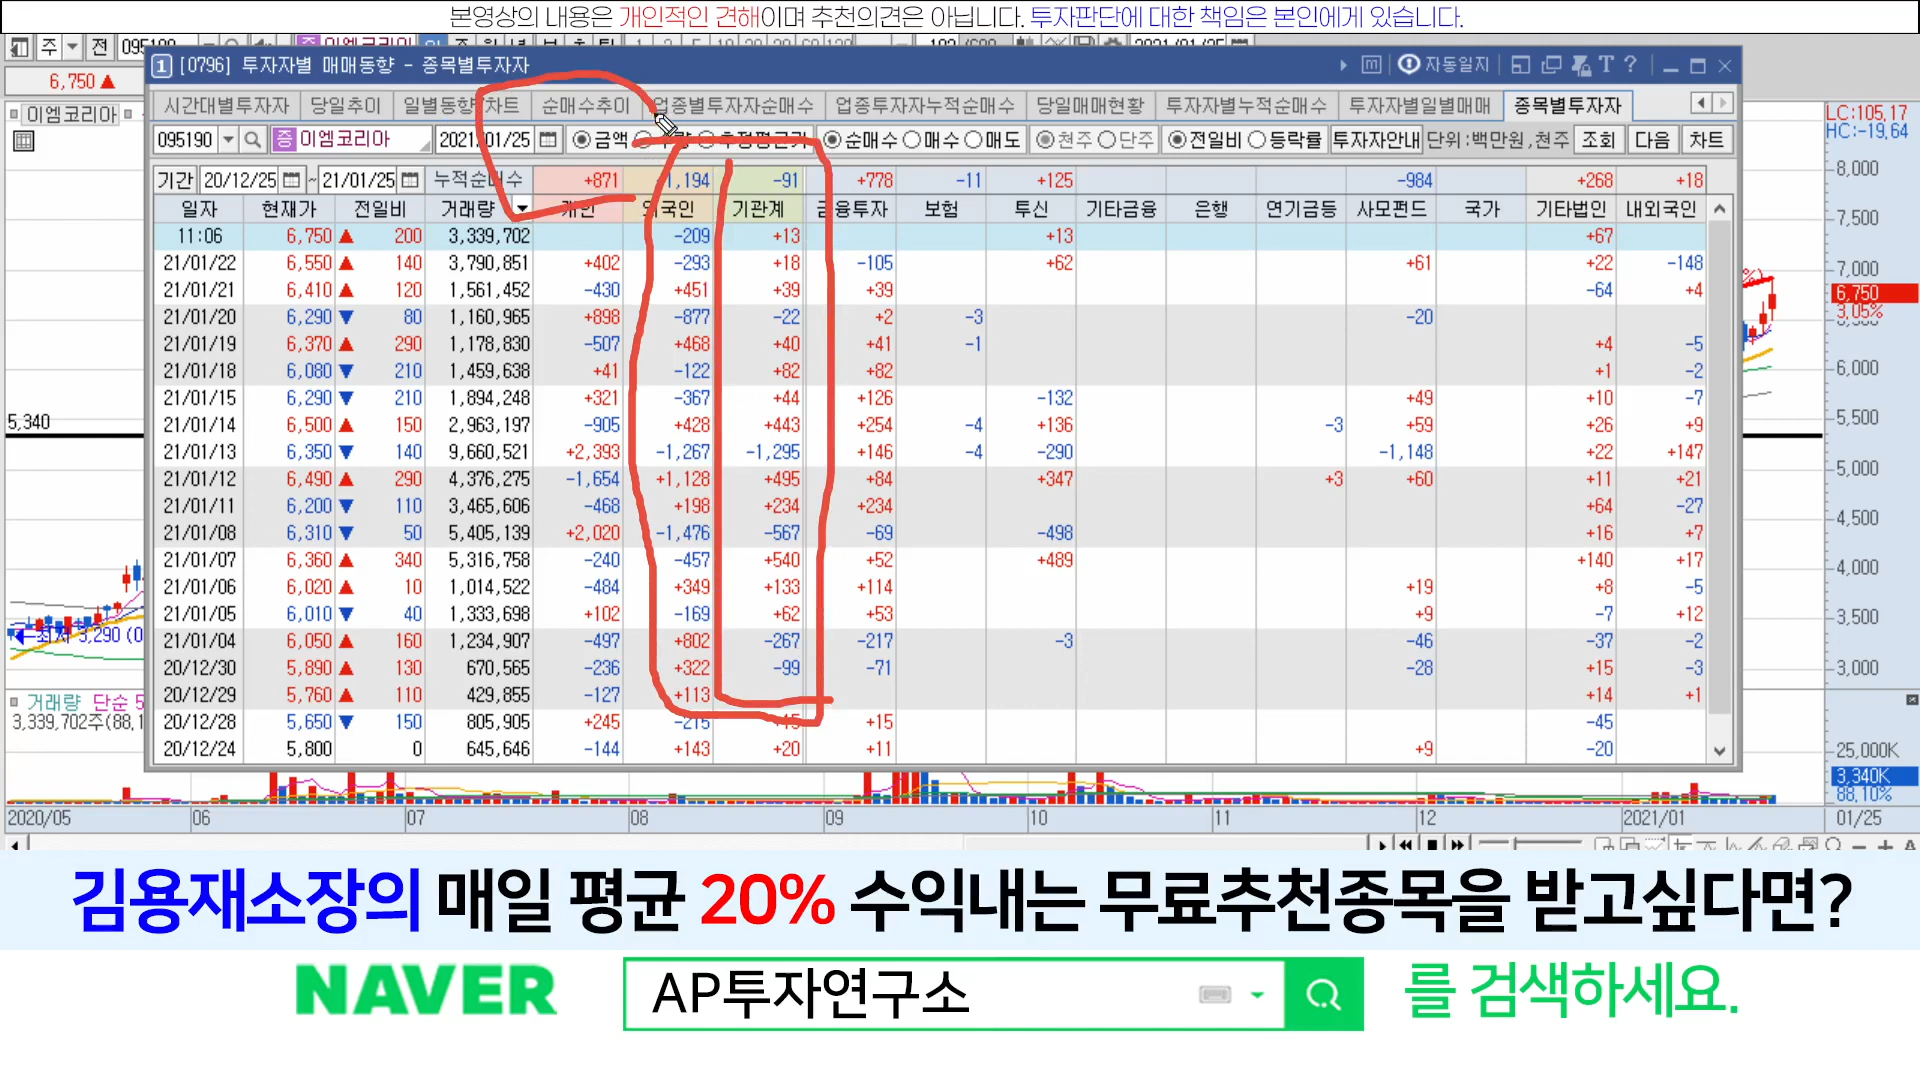 본영상의 내용은 개인적인 견해이며 추천의견은 아닙니다. 투자판단에 대한 책임은 본인에게 있습니다.
주 전
6,750▲
[0796] 투자자별 매매동향 - 종목별투자자
자동일지
시간대별투자자 당일추이 일별동향/차트 순매수추이 업종별투자자순매수 업종투자자누적순매수 당일매매현황 투자자별누적순매수 투자자별일별매매 종목별투자자
095190 증 이엠코리아 2021/01/25 금액 순매수 매수 매도 천주 단주 전일비 등락률 투자자안내 단위:백만원,천주 조회 다음 차트
기간 20/12/25 ~ 21/01/25 누적순매수 +871 -1,194 -91 +778 -11 +125 -984 +268 +18
일자 현재가 전일비 거래량 개인 외국인 기관계 금융투자 보험 투신 기타금융 은행 연기금등 사모펀드 국가 기타법인 내외국인
11:06 6,750 ▲ 200 3,339,702 -209 +13 +13 +67
21/01/22 6,550 ▲ 140 3,790,851 +402 -293 +18 -105 +62 +61 +22 -148
21/01/21 6,410 ▲ 120 1,561,452 -430 +451 +39 +39 -64 +4
21/01/20 6,290 ▼ 80 1,160,965 +898 -877 -22 +2 -3 -20
21/01/19 6,370 ▲ 290 1,178,830 -507 +468 +40 +41 -1 +4 -5
21/01/18 6,080 ▼ 210 1,459,638 +41 -122 +82 +82 +1 -2
21/01/15 6,290 ▼ 210 1,894,248 +321 -367 +44 +126 -132 +49 +10 -7
21/01/14 6,500 ▲ 150 2,963,197 -905 +428 +443 +254 -4 +136 -3 +59 +26 +9
21/01/13 6,350 ▼ 140 9,660,521 +2,393 -1,267 -1,295 +146 -4 -290 -1,148 +22 +147
21/01/12 6,490 ▲ 290 4,376,275 -1,654 +1,128 +495 +84 +347 +3 +60 +11 +21
21/01/11 6,200 ▼ 110 3,465,606 -468 +198 +234 +234 +64 -27
21/01/08 6,310 ▼ 50 5,405,139 +2,020 -1,476 -567 -69 -498 +16 +7
21/01/07 6,360 ▲ 340 5,316,758 -240 -457 +540 +52 +489 +140 +17
21/01/06 6,020 ▲ 10 1,014,522 -484 +349 +133 +114 +19 +8 -5
21/01/05 6,010 ▼ 40 1,333,698 +102 -169 +62 +53 +9 -7 +12
21/01/04 6,050 ▲ 160 1,234,907 -497 +802 -267 -217 -3 -46 -37 -2
20/12/30 5,890 ▲ 130 670,565 -236 +322 -99 -71 -28 +15 -3
20/12/29 5,760 ▲ 110 429,855 -127 +113 +14 +1
20/12/28 5,650 ▼ 150 805,905 +245 -215 +15 +15 -45
20/12/24 5,800 0 645,646 -144 +143 +20 +11 +9 -20
이엠코리아
5,340
최저 3,290 (0
거래량 단순 5
3,339,702주(88,1
LC:105,17
HC:-19,64
8,000
7,500
7,000
6,750
3,05%
6,000
5,500
5,000
4,500
4,000
3,500
3,000
25,000K
3,340K
88,10%
2020/05 06 07 08 09 10 11 12 2021/01 01/25
김용재소장의 매일 평균 20% 수익내는 무료추천종목을 받고싶다면?
NAVER AP투자연구소 를 검색하세요.